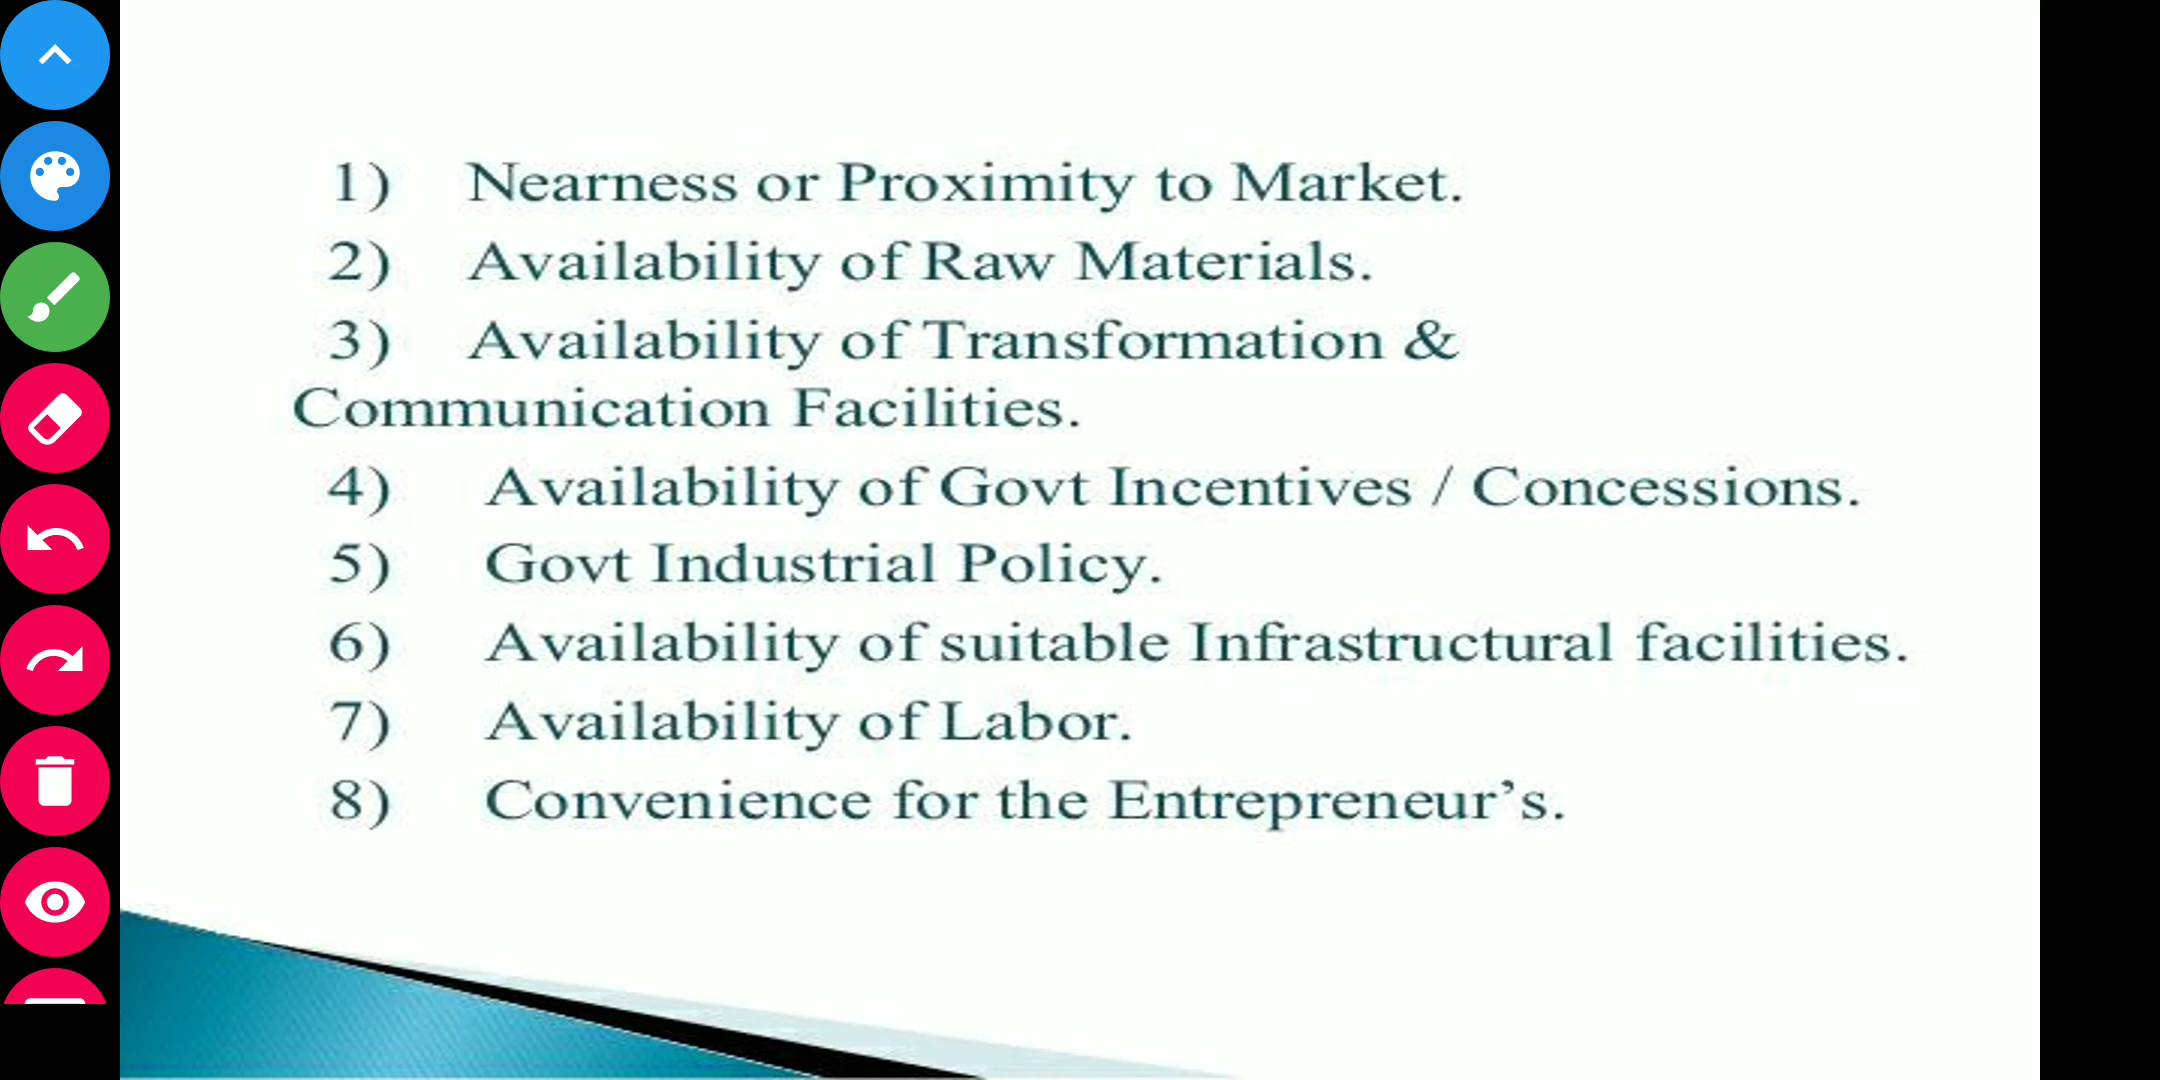 1) Nearness or Proximity to Market.
2) Availability of Raw Materials.
3) Availability of Transformation &
Communication Facilities.
4) Availability of Govt Incentives / Concessions.
5) Govt Industrial Policy.
6) Availability of suitable Infrastructural facilities.
7) Availability of Labor.
8) Convenience for the Entrepreneur’s.